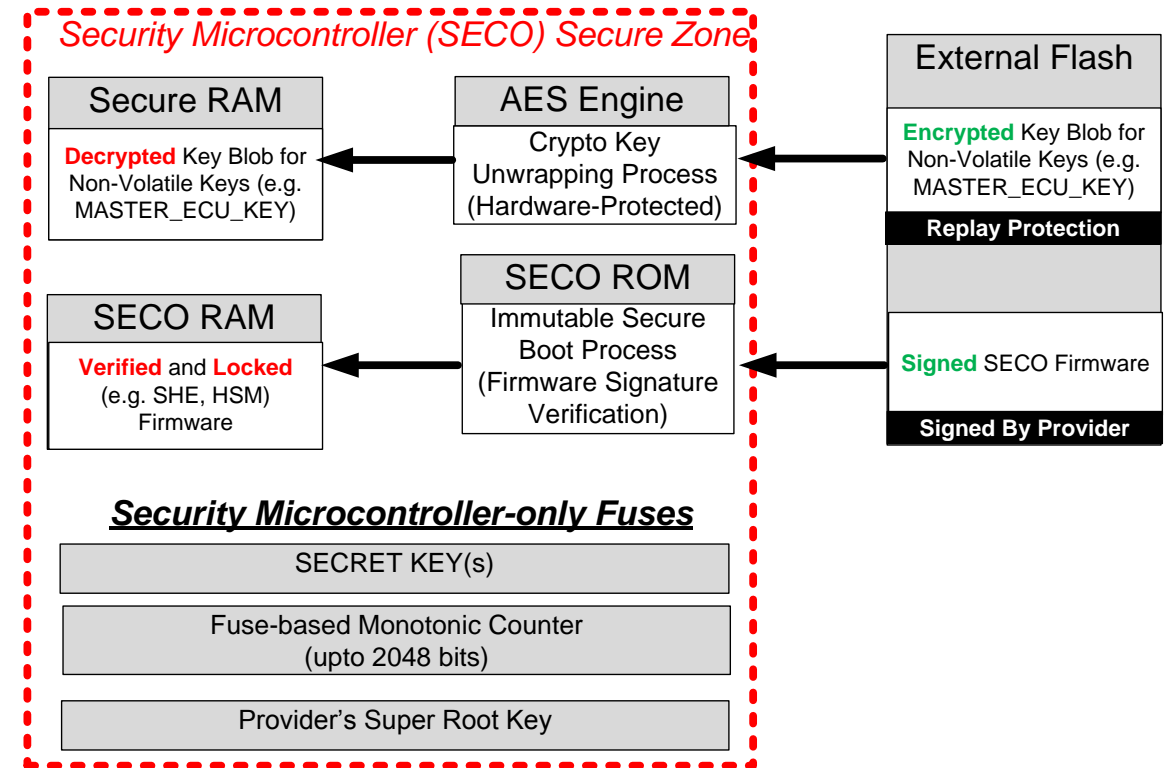 Security Microcontroller (SECO) Secure Zone
Secure RAM
Decrypted Key Blob for
Non-Volatile Keys (e.g.
MASTER_ECU_KEY)
AES Engine
Crypto Key
Unwrapping Process
(Hardware-Protected)
External Flash
Encrypted Key Blob for
Non-Volatile Keys (e.g.
MASTER_ECU_KEY)
Replay Protection
SECO RAM
Verified and Locked
(e.g. SHE, HSM)
Firmware
SECO ROM
Immutable Secure
Boot Process
(Firmware Signature
Verification)
Signed SECO Firmware
Signed By Provider
Security Microcontroller-only Fuses
SECRET KEY(s)
Fuse-based Monotonic Counter
(upto 2048 bits)
Provider's Super Root Key